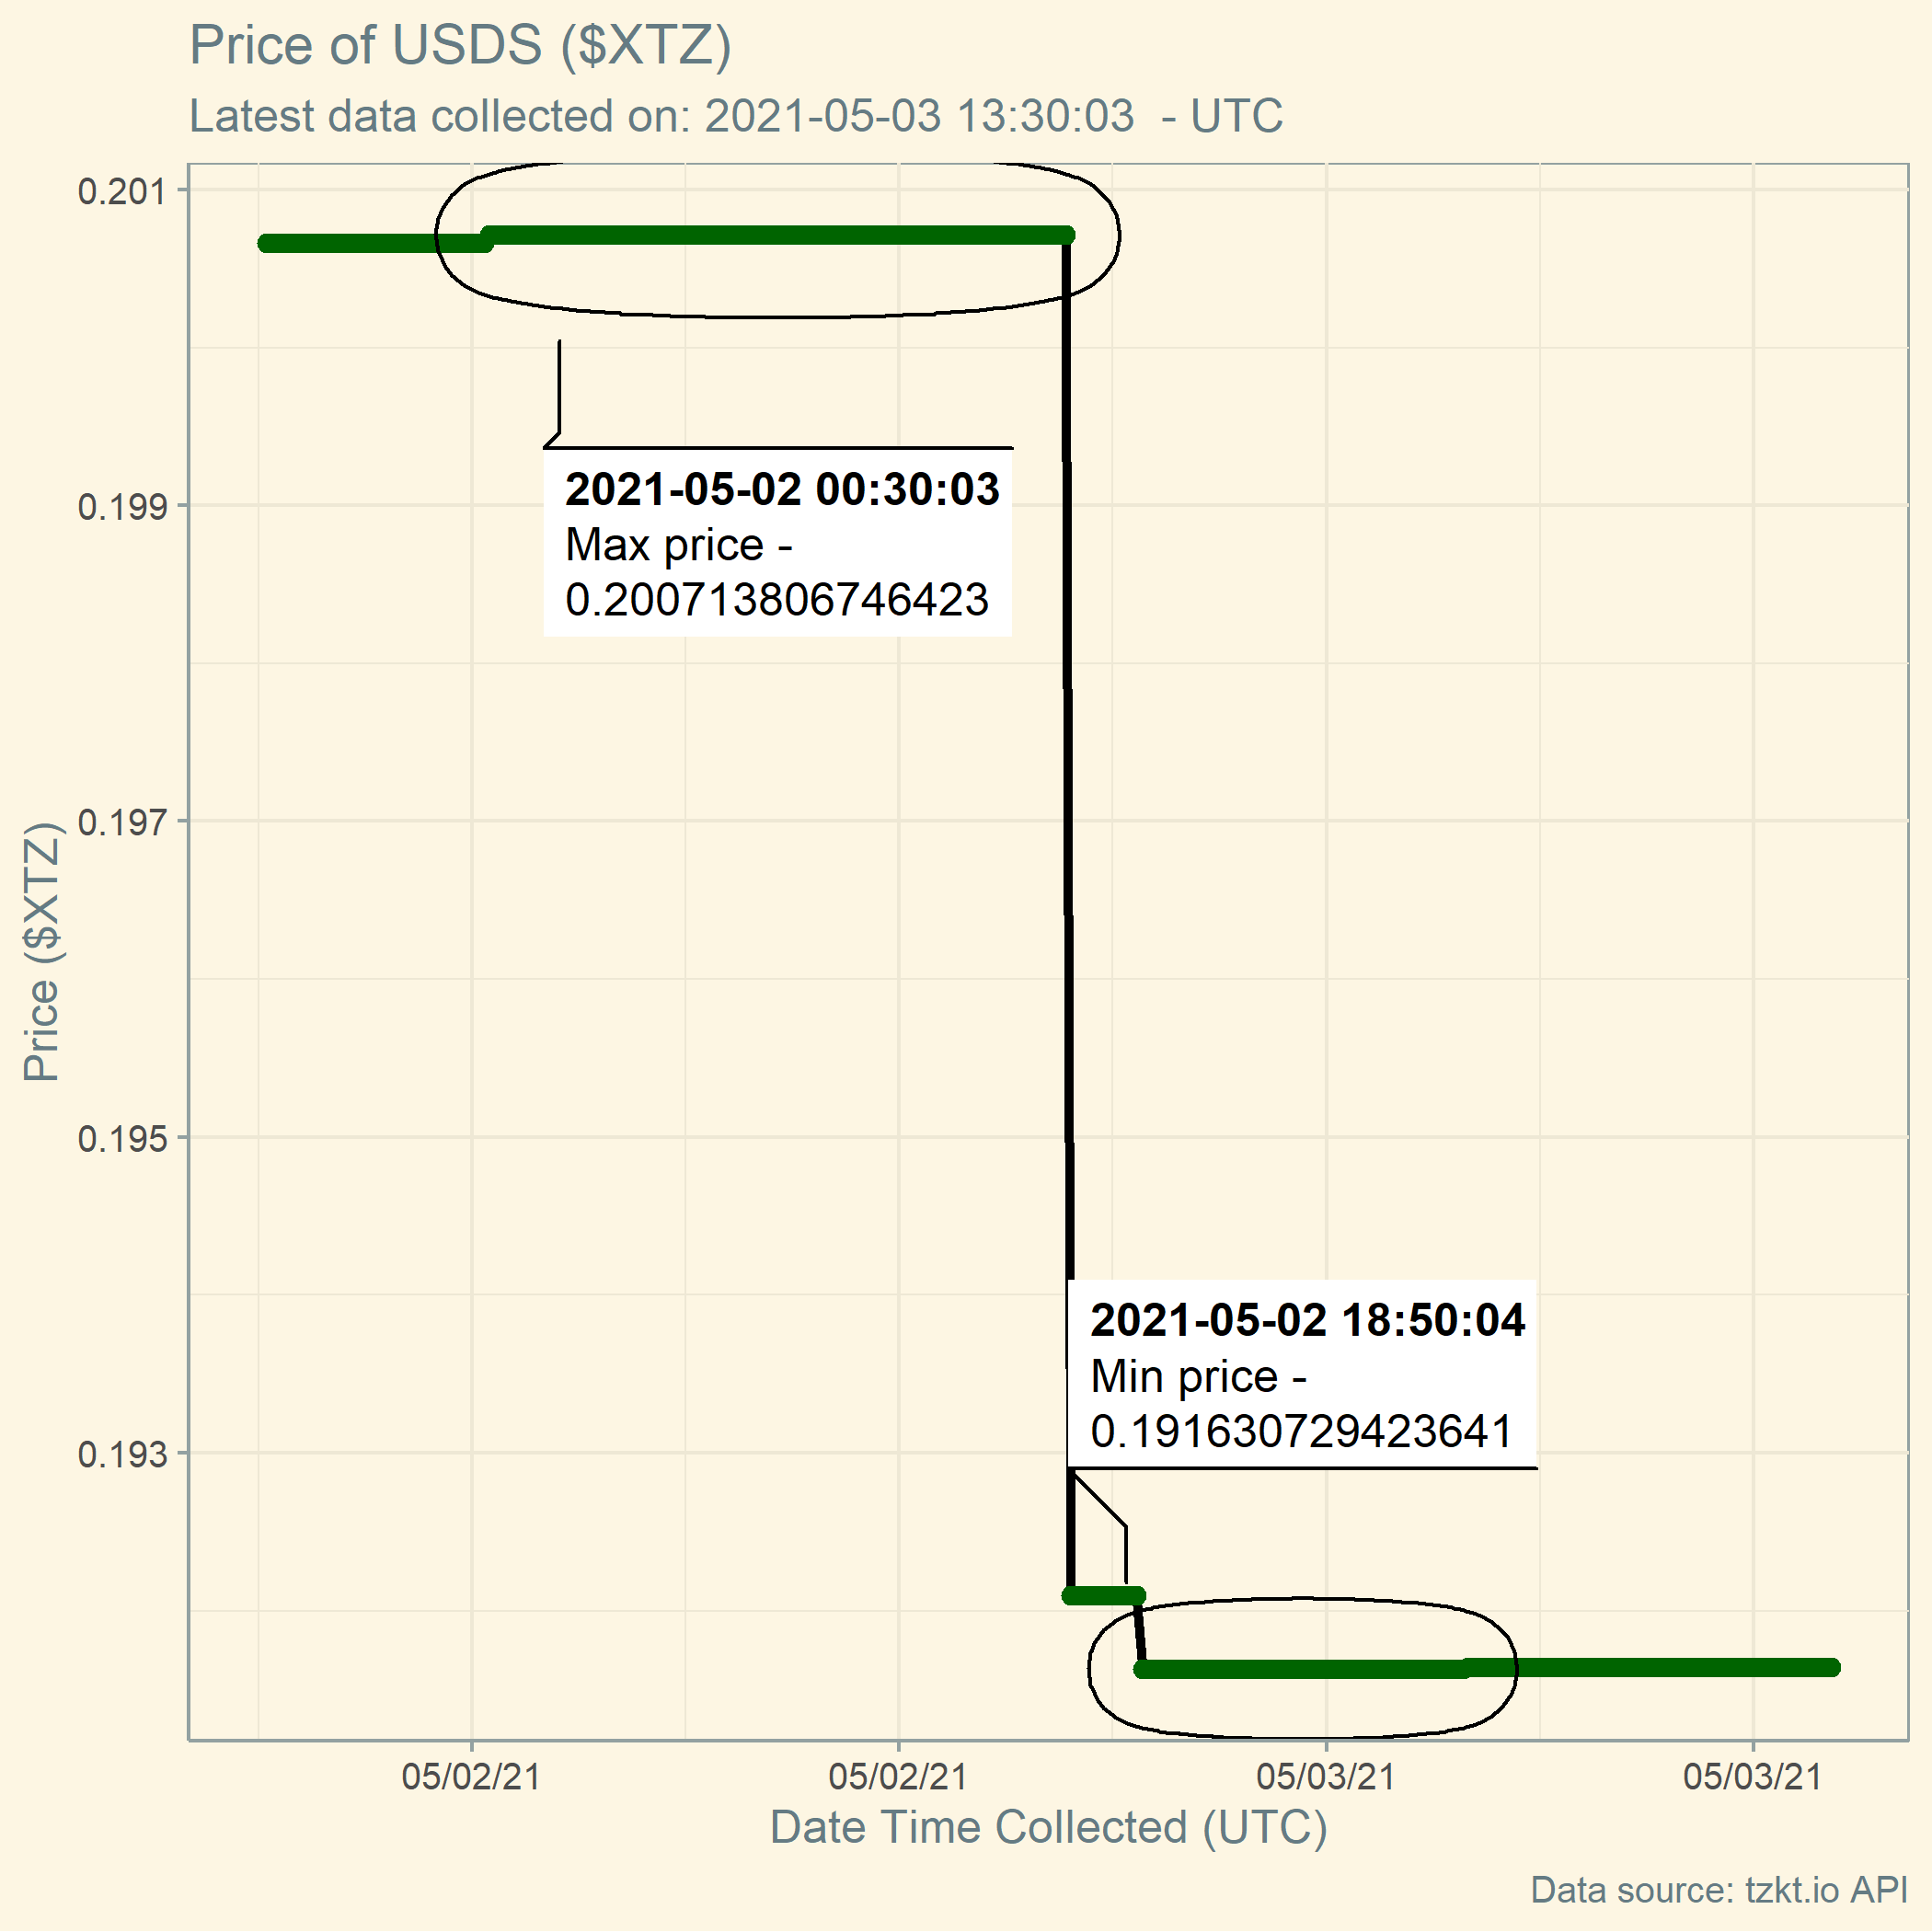 Price of USDS ($XTZ)
Latest data collected on: 2021-05-03 13:30:03  - UTC
0.201
0.199
0.197
0.195
0.193
Price ($XTZ)
2021-05-02 00:30:03
Max price -
0.200713806746423
2021-05-02 18:50:04
Min price -
0.191630729423641
05/02/21
05/02/21
05/03/21
05/03/21
Date Time Collected (UTC)
Data source: tzkt.io API